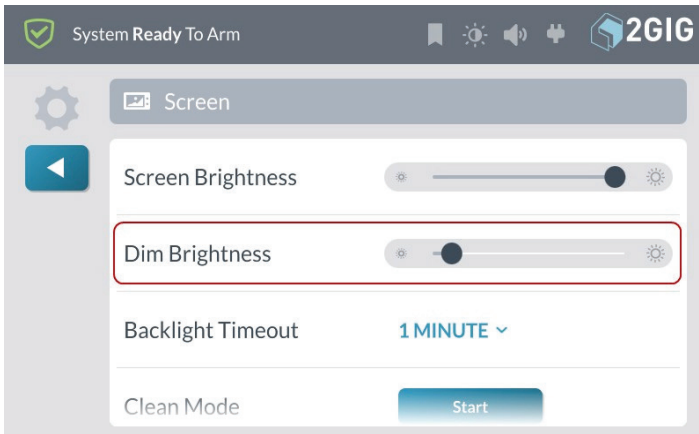 System Ready To Arm
2GIG
Screen
Screen Brightness
Dim Brightness
Backlight Timeout
1 MINUTE
Clean Mode
Start